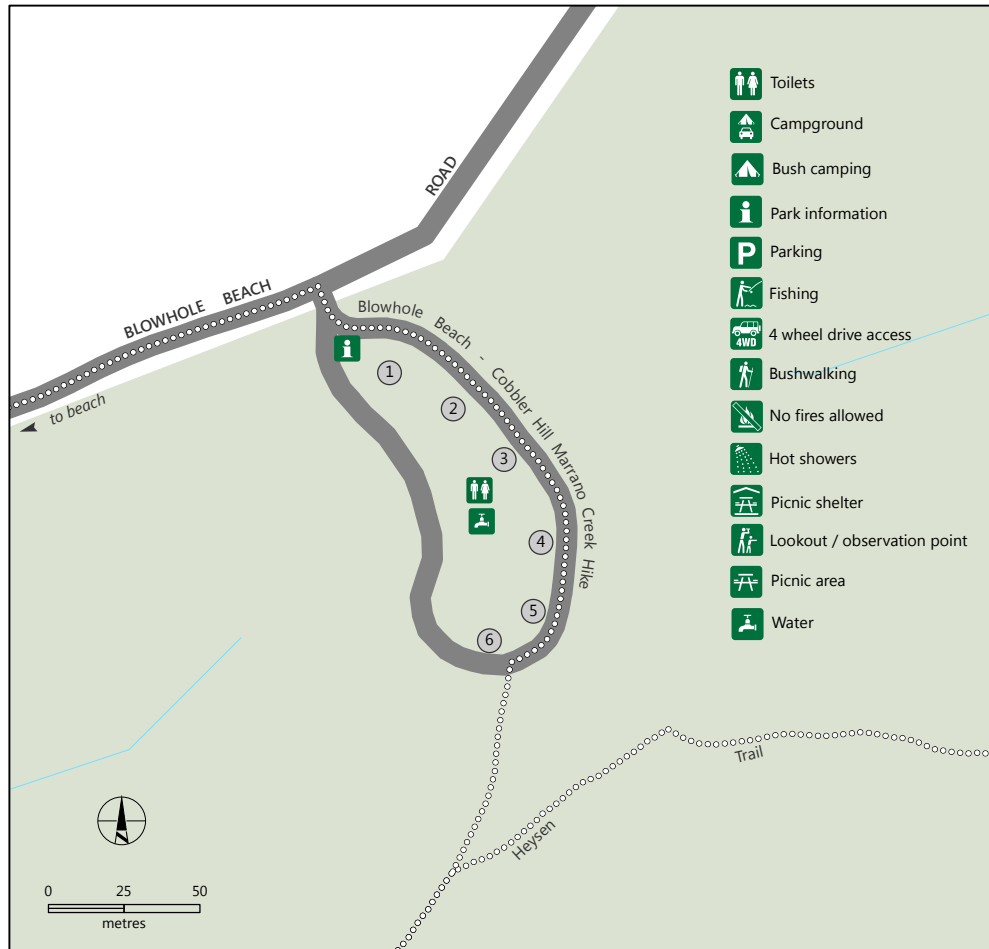 ROAD
BLOWHOLE BEACH
to beach
Blowhole Beach - Cobbler Hill Marrano Creek Hike
1
2
3
4
5
6
Heysen Trail
0 25 50
metres
Toilets
Campground
Bush camping
Park information
P Parking
Fishing
4WD 4 wheel drive access
Bushwalking
No fires allowed
Hot showers
Picnic shelter
Lookout / observation point
Picnic area
Water